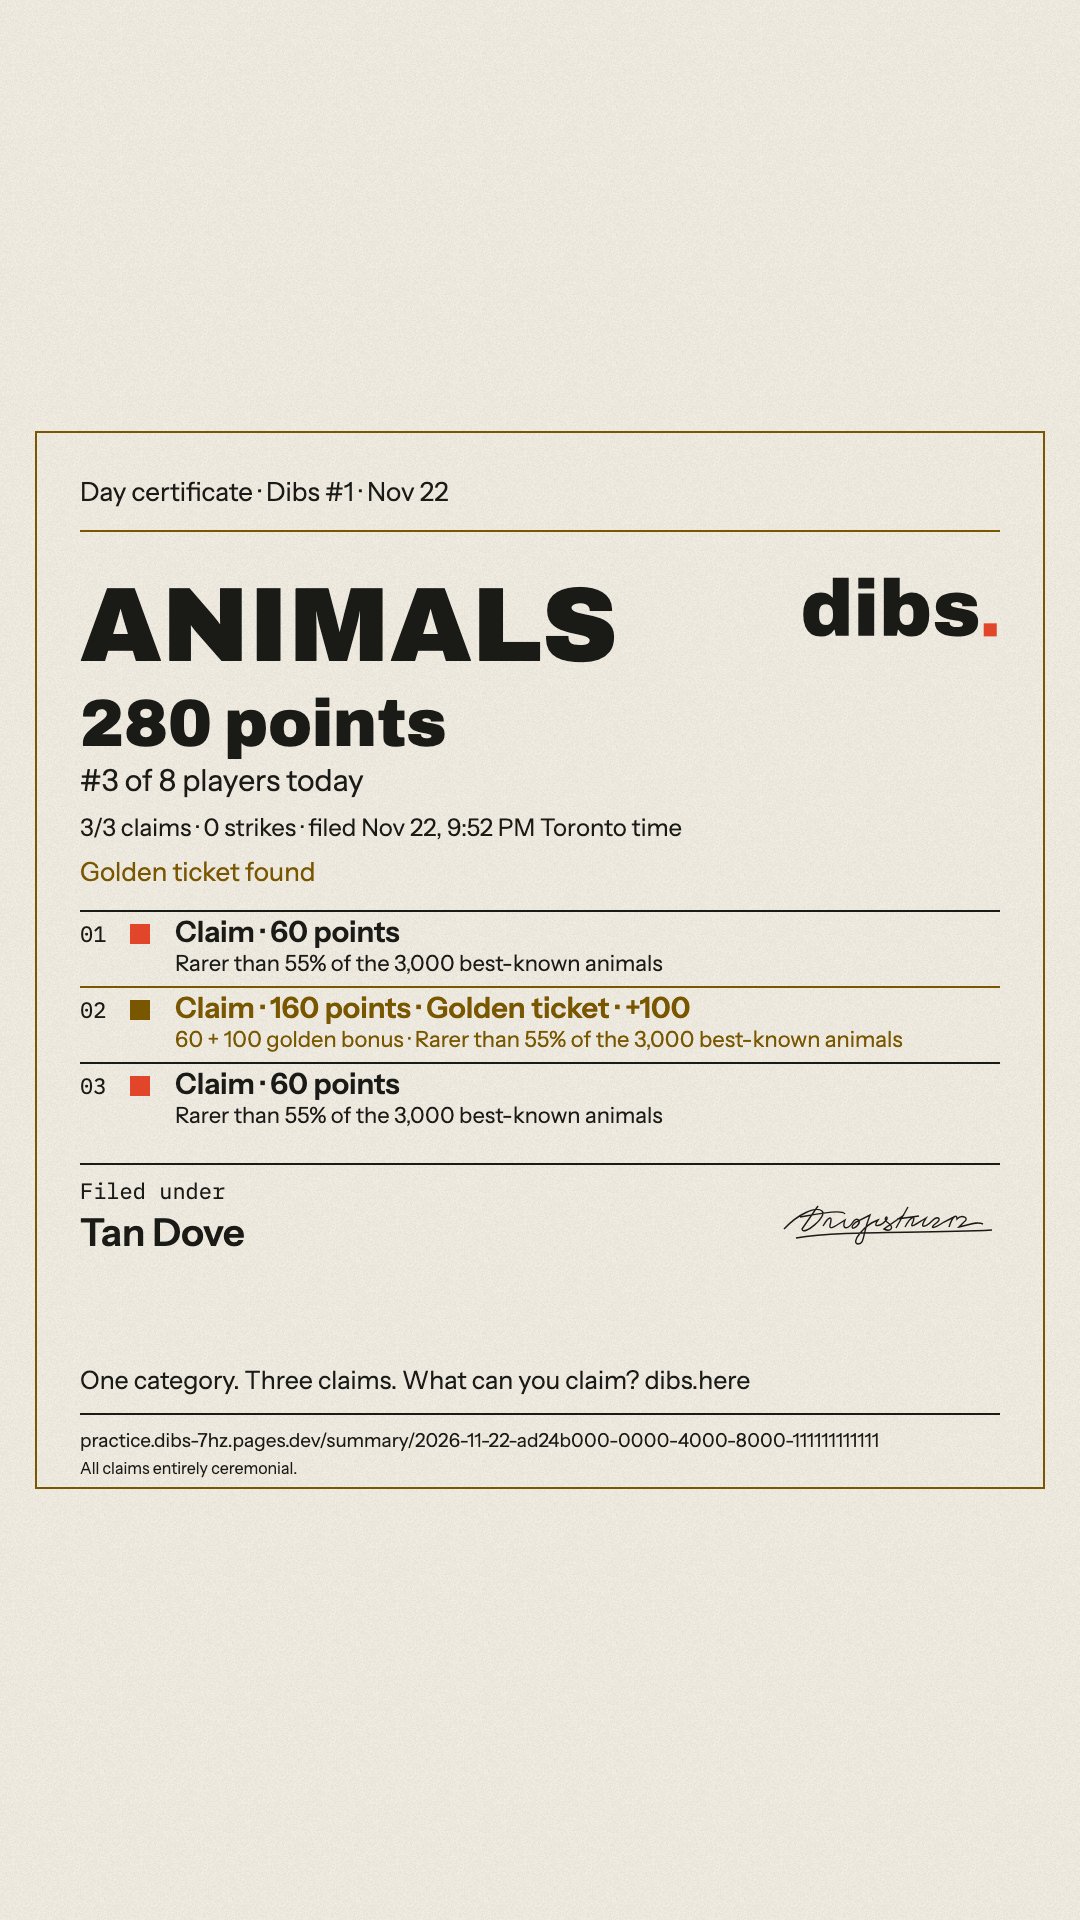 Day certificate · Dibs #1 · Nov 22
ANIMALS
dibs.
280 points
#3 of 8 players today
3/3 claims · 0 strikes · filed Nov 22, 9:52 PM Toronto time
Golden ticket found
01 Claim · 60 points
Rarer than 55% of the 3,000 best-known animals
02 Claim · 160 points · Golden ticket · +100
60 + 100 golden bonus · Rarer than 55% of the 3,000 best-known animals
03 Claim · 60 points
Rarer than 55% of the 3,000 best-known animals
Filed under
Tan Dove
One category. Three claims. What can you claim? dibs.here
practice.dibs-7hz.pages.dev/summary/2026-11-22-ad24b000-0000-4000-8000-111111111111
All claims entirely ceremonial.